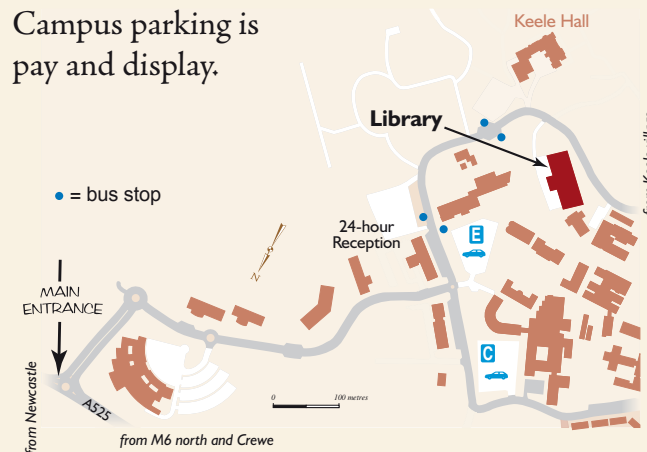 Campus parking is
pay and display.
Keele Hall
Library
= bus stop
24-hour
Reception
E
N
MAIN
ENTRANCE
C
0 100 metres
A525
from Newcastle
from M6 north and Crewe